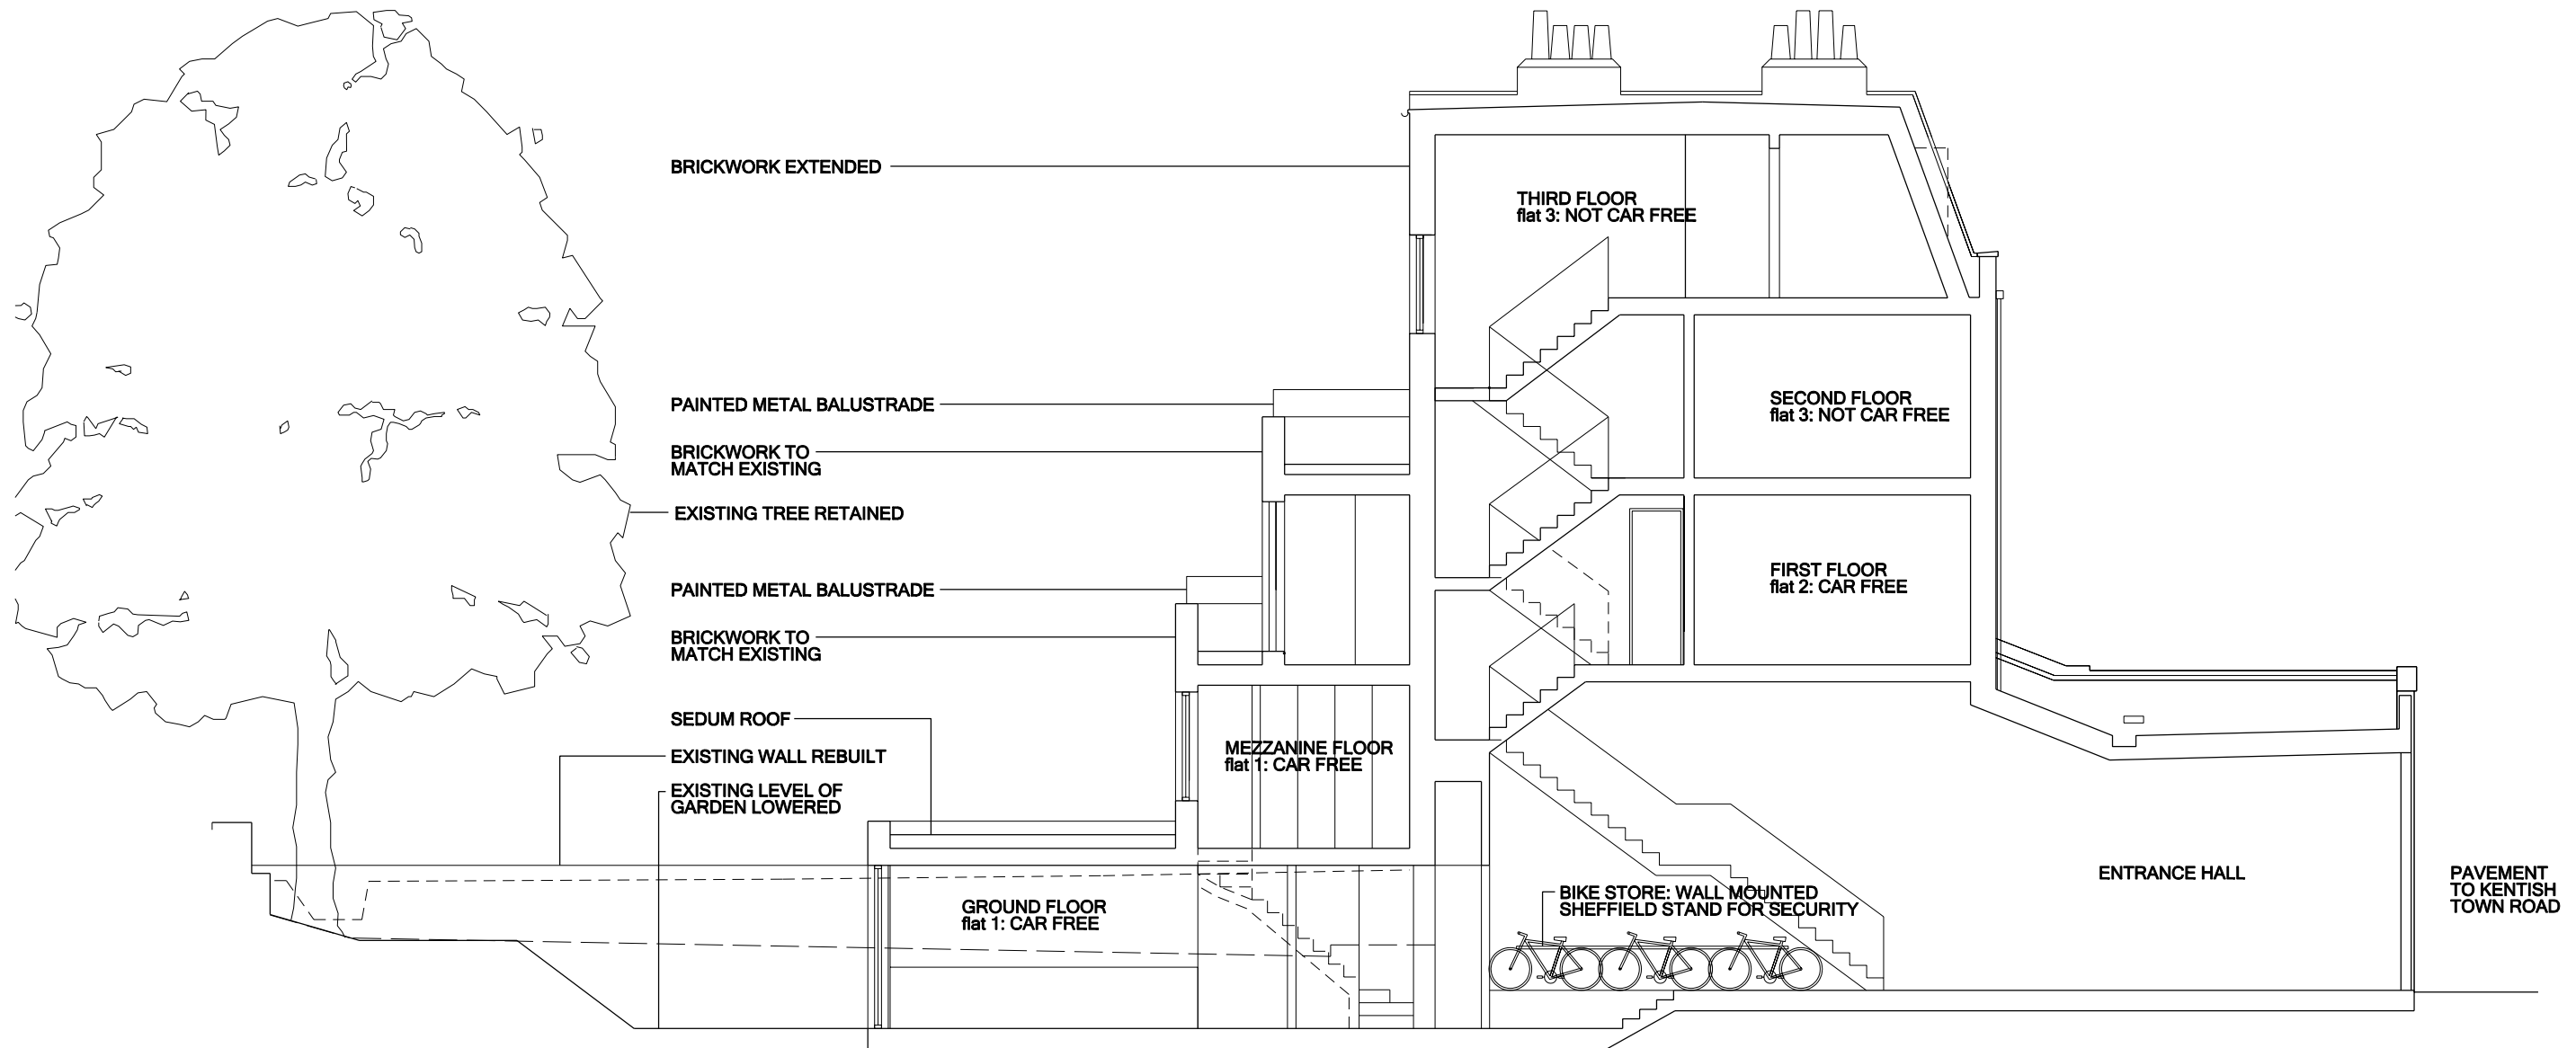 BRICKWORK EXTENDED
THIRD FLOOR
flat 3: NOT CAR FREE
PAINTED METAL BALUSTRADE
SECOND FLOOR
flat 3: NOT CAR FREE
BRICKWORK TO
MATCH EXISTING
EXISTING TREE RETAINED
FIRST FLOOR
flat 2: CAR FREE
PAINTED METAL BALUSTRADE
BRICKWORK TO
MATCH EXISTING
SEDUM ROOF
MEZZANINE FLOOR
flat 1: CAR FREE
EXISTING WALL REBUILT
EXISTING LEVEL OF
GARDEN LOWERED
GROUND FLOOR
flat 1: CAR FREE
BIKE STORE: WALL MOUNTED
SHEFFIELD STAND FOR SECURITY
ENTRANCE HALL
PAVEMENT
TO KENTISH
TOWN ROAD